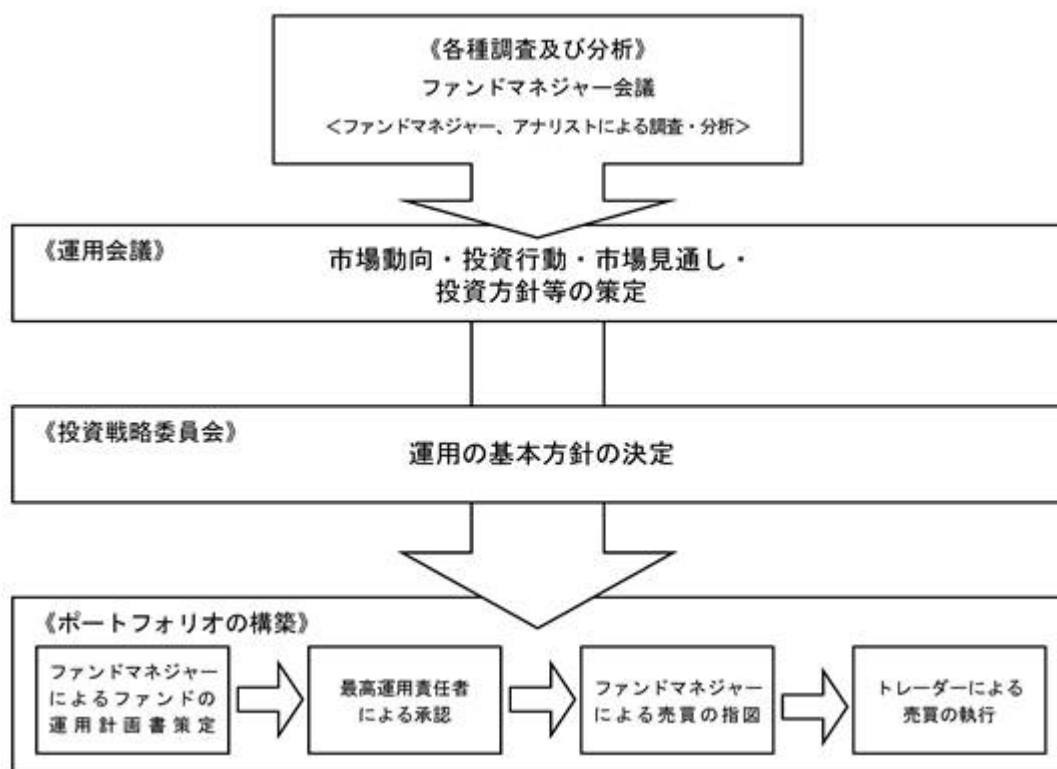 《各種調査及び分析》
ファンドマネジャー会議
＜ファンドマネジャー、アナリストによる調査・分析＞
《運用会議》
市場動向・投資行動・市場見通し・
投資方針等の策定
《投資戦略委員会》
運用の基本方針の決定
《ポートフォリオの構築》
ファンドマネジャー
によるファンドの
運用計画書策定
最高運用責任者
による承認
ファンドマネジャー
による売買の指図
トレーダーによる
売買の執行